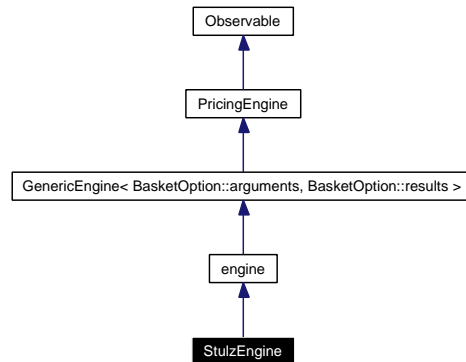 Observable
PricingEngine
GenericEngine< BasketOption::arguments, BasketOption::results >
engine
StulzEngine